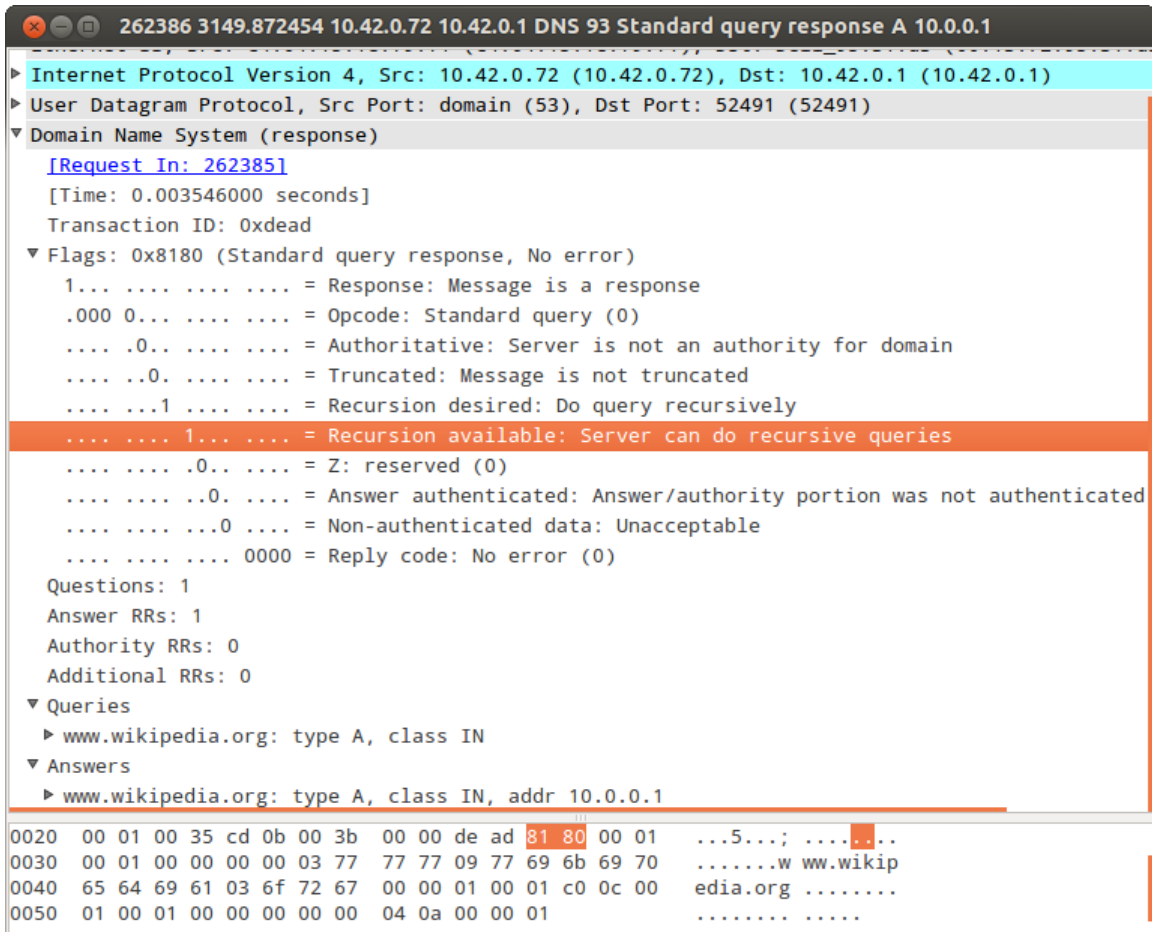 262386 3149.872454 10.42.0.72 10.42.0.1 DNS 93 Standard query response A 10.0.0.1
Internet Protocol Version 4, Src: 10.42.0.72 (10.42.0.72), Dst: 10.42.0.1 (10.42.0.1)
User Datagram Protocol, Src Port: domain (53), Dst Port: 52491 (52491)
Domain Name System (response)
[Request In: 262385]
[Time: 0.003546000 seconds]
Transaction ID: 0xdead
Flags: 0x8180 (Standard query response, No error)
1... .... .... .... = Response: Message is a response
.000 0... .... .... = Opcode: Standard query (0)
.... .0.. .... .... = Authoritative: Server is not an authority for domain
.... ..0. .... .... = Truncated: Message is not truncated
.... ...1 .... .... = Recursion desired: Do query recursively
.... .... 1... .... = Recursion available: Server can do recursive queries
.... .... .0.. .... = Z: reserved (0)
.... .... ..0. .... = Answer authenticated: Answer/authority portion was not authenticated
.... .... ...0 .... = Non-authenticated data: Unacceptable
.... .... .... 0000 = Reply code: No error (0)
Questions: 1
Answer RRs: 1
Authority RRs: 0
Additional RRs: 0
Queries
www.wikipedia.org: type A, class IN
Answers
www.wikipedia.org: type A, class IN, addr 10.0.0.1
0020 00 01 00 35 cd 0b 00 3b 00 00 de ad 81 80 00 01 ...5...; ........
0030 00 01 00 00 00 00 03 77 77 77 09 77 69 6b 69 70 .......w ww.wikip
0040 65 64 69 61 03 6f 72 67 00 00 01 00 01 c0 0c 00 edia.org ........
0050 01 00 01 00 00 00 00 00 04 0a 00 00 01 ........ .....